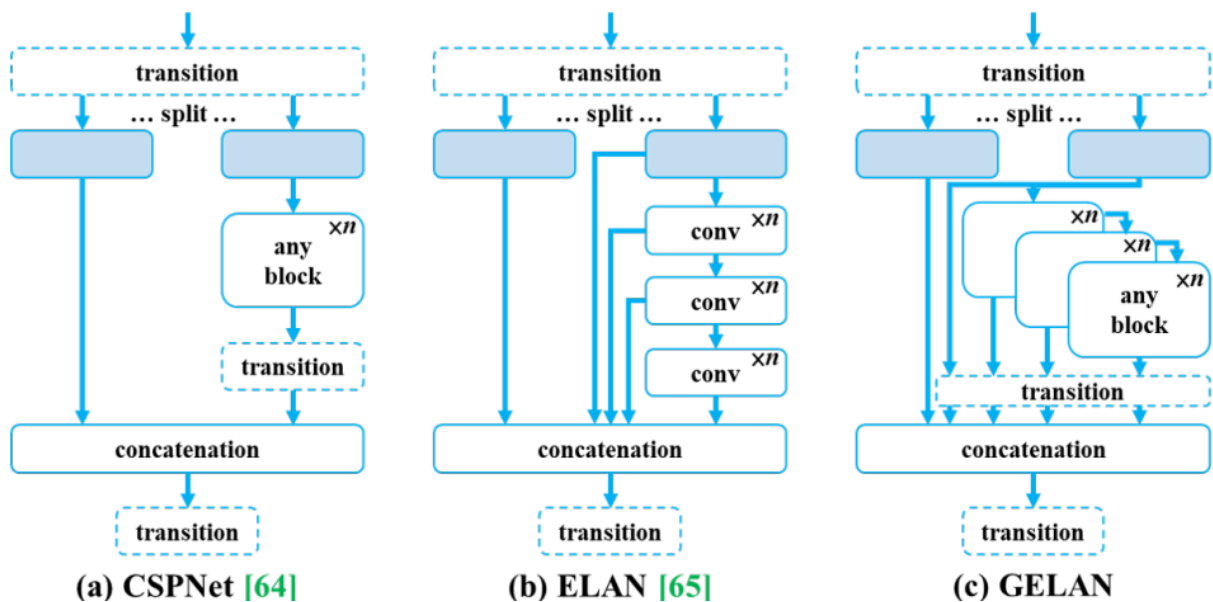 transition
... split ...
any
block
×n
transition
concatenation
transition
(a) CSPNet [64]
transition
... split ...
conv ×n
conv ×n
conv ×n
concatenation
transition
(b) ELAN [65]
transition
... split ...
×n
×n
×n
any
block
transition
concatenation
transition
(c) GELAN